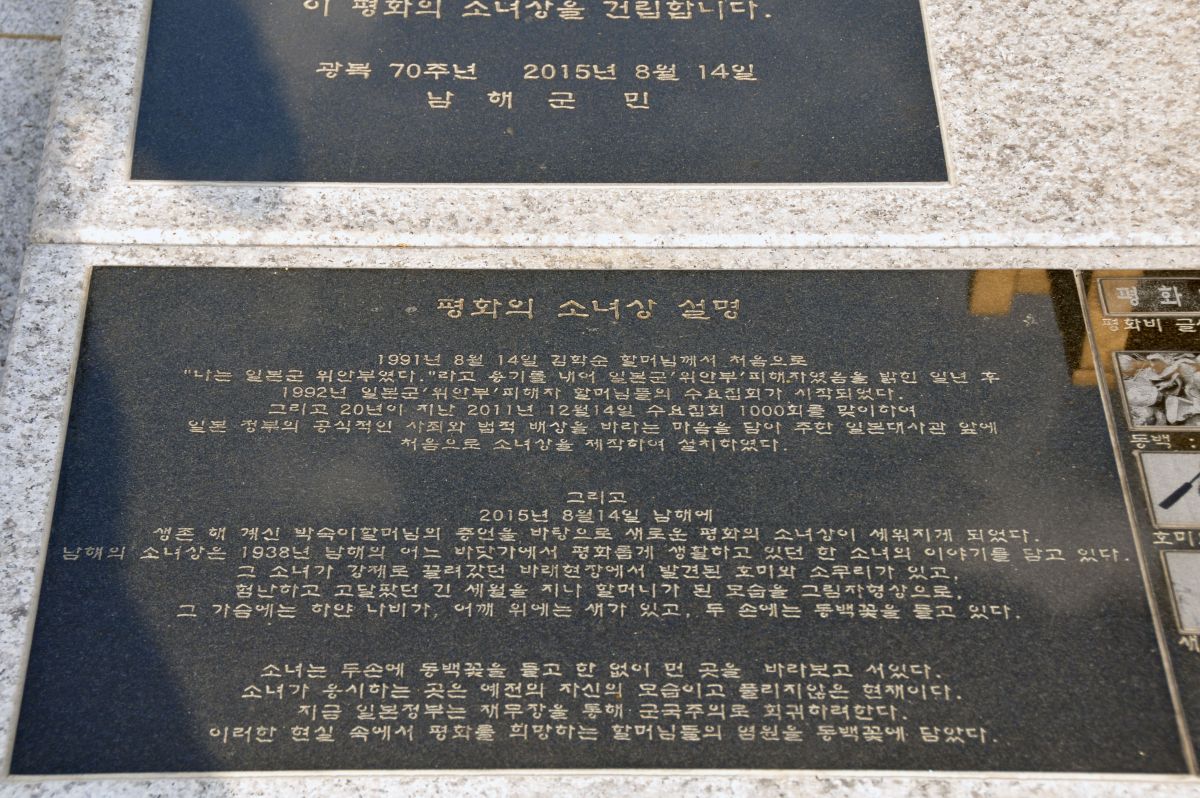 이 평화의 소녀상을 건립합니다.
광복 70주년 2015년 8월 14일
남 해 군 민
평화의 소녀상 설명
1991년 8월 14일 김학순 할머님께서 처음으로
"나는 일본군 위안부였다."라고 용기를 내어 일본군'위안부'피해자였음을 밝힌 일년 후
1992년 일본군'위안부'피해자 할머님들의 수요집회가 시작되었다.
그리고 20년이 지난 2011년 12월14일 수요집회 1000회를 맞이하여
일본 정부의 공식적인 사죄와 법적 배상을 바라는 마음을 담아 주한 일본대사관 앞에
처음으로 소녀상을 제작하여 설치하였다.
그리고
2015년 8월14일 남해에
생존 해 계신 박숙이할머님의 증언을 바탕으로 새로운 평화의 소녀상이 세워지게 되었다.
남해의 소녀상은 1938년 남해의 어느 바닷가에서 평화롭게 생활하고 있던 한 소녀의 이야기를 담고 있다.
그 소녀가 강제로 끌려갔던 바래현장에서 발견된 호미와 소쿠리가 있고,
험난하고 고달팠던 긴 세월을 지나 할머니가 된 모습을 그림자형상으로,
그 가슴에는 하얀 나비가, 어깨 위에는 새가 있고, 두 손에는 동백꽃을 들고 있다.
소녀는 두손에 동백꽃을 들고 한 없이 먼 곳을 바라보고 서있다.
소녀가 응시하는 곳은 예전의 자신의 모습이고 풀리지않은 현재이다.
지금 일본정부는 재무장을 통해 군국주의로 회귀하려한다.
이러한 현실 속에서 평화를 희망하는 할머님들의 염원을 동백꽃에 담았다.
평화
평화비
동백 :